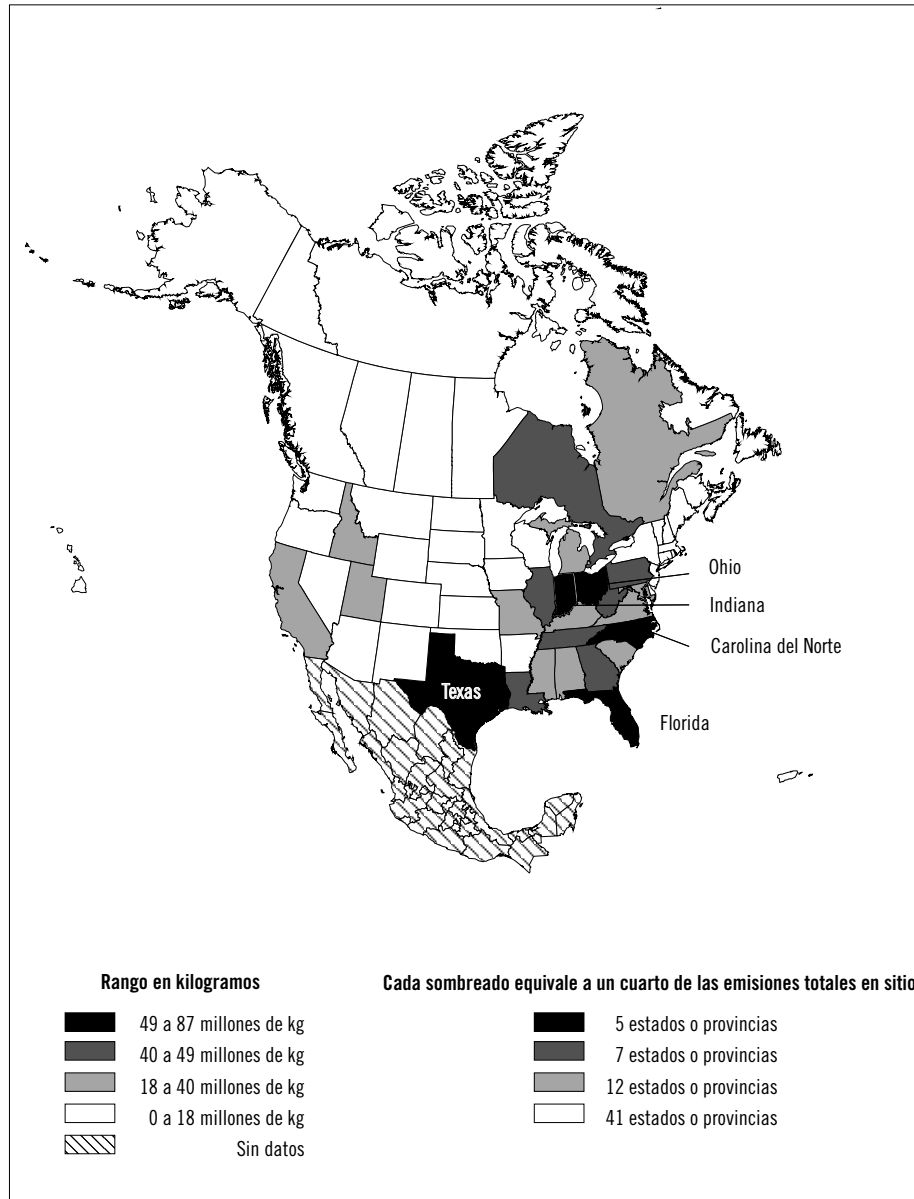 Ohio
Indiana
Carolina del Norte
Texas
Florida
Rango en kilogramos
49 a 87 millones de kg
40 a 49 millones de kg
18 a 40 millones de kg
0 a 18 millones de kg
Sin datos
Cada sombreado equivale a un cuarto de las emisiones totales en sitio
5 estados o provincias
7 estados o provincias
12 estados o provincias
41 estados o provincias